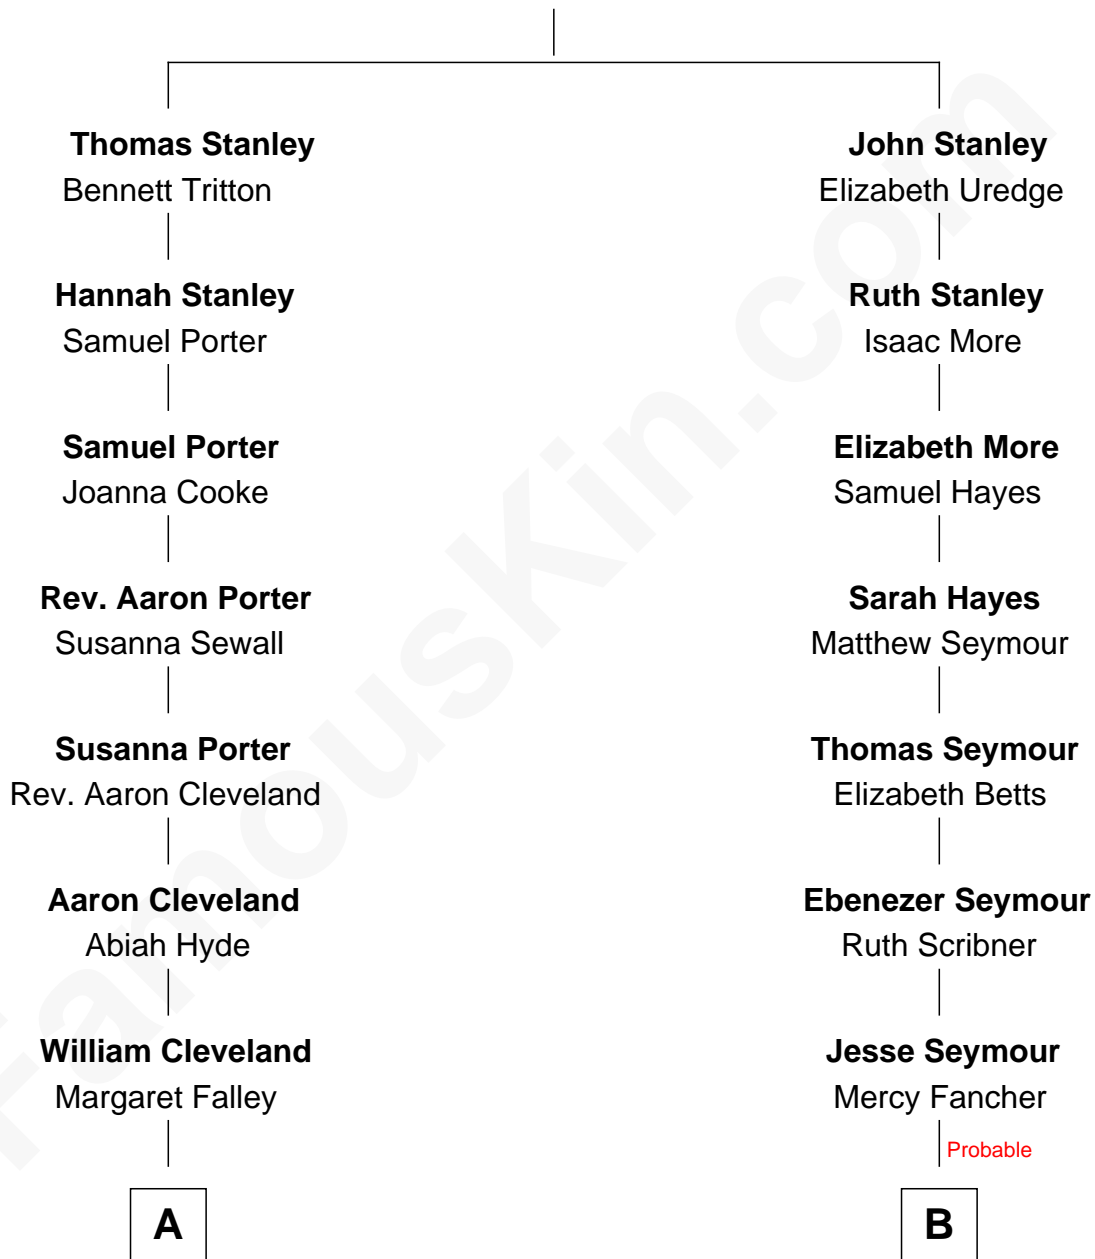 Thomas Stanley
Bennett Tritton
John Stanley
Elizabeth Uredge
Hannah Stanley
Samuel Porter
Ruth Stanley
Isaac More
Samuel Porter
Joanna Cooke
Elizabeth More
Samuel Hayes
Rev. Aaron Porter
Susanna Sewall
Sarah Hayes
Matthew Seymour
Susanna Porter
Rev. Aaron Cleveland
Thomas Seymour
Elizabeth Betts
Aaron Cleveland
Abiah Hyde
Ebenezer Seymour
Ruth Scribner
William Cleveland
Margaret Falley
Jesse Seymour
Mercy Fancher
Probable
A
B
FamousKin.com